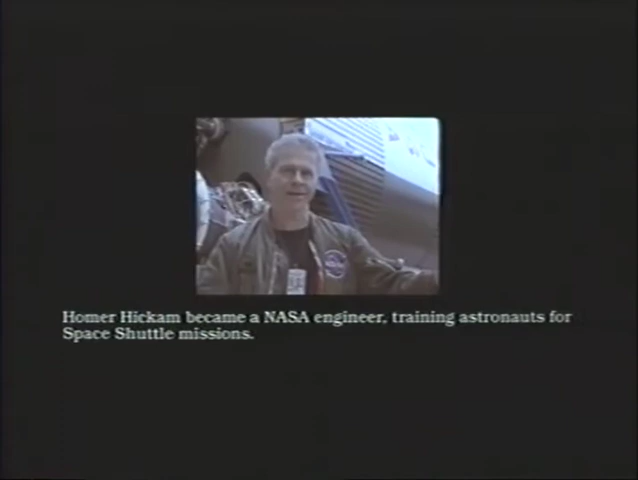 Homer Hickam became a NASA engineer, training astronauts for
Space Shuttle missions.